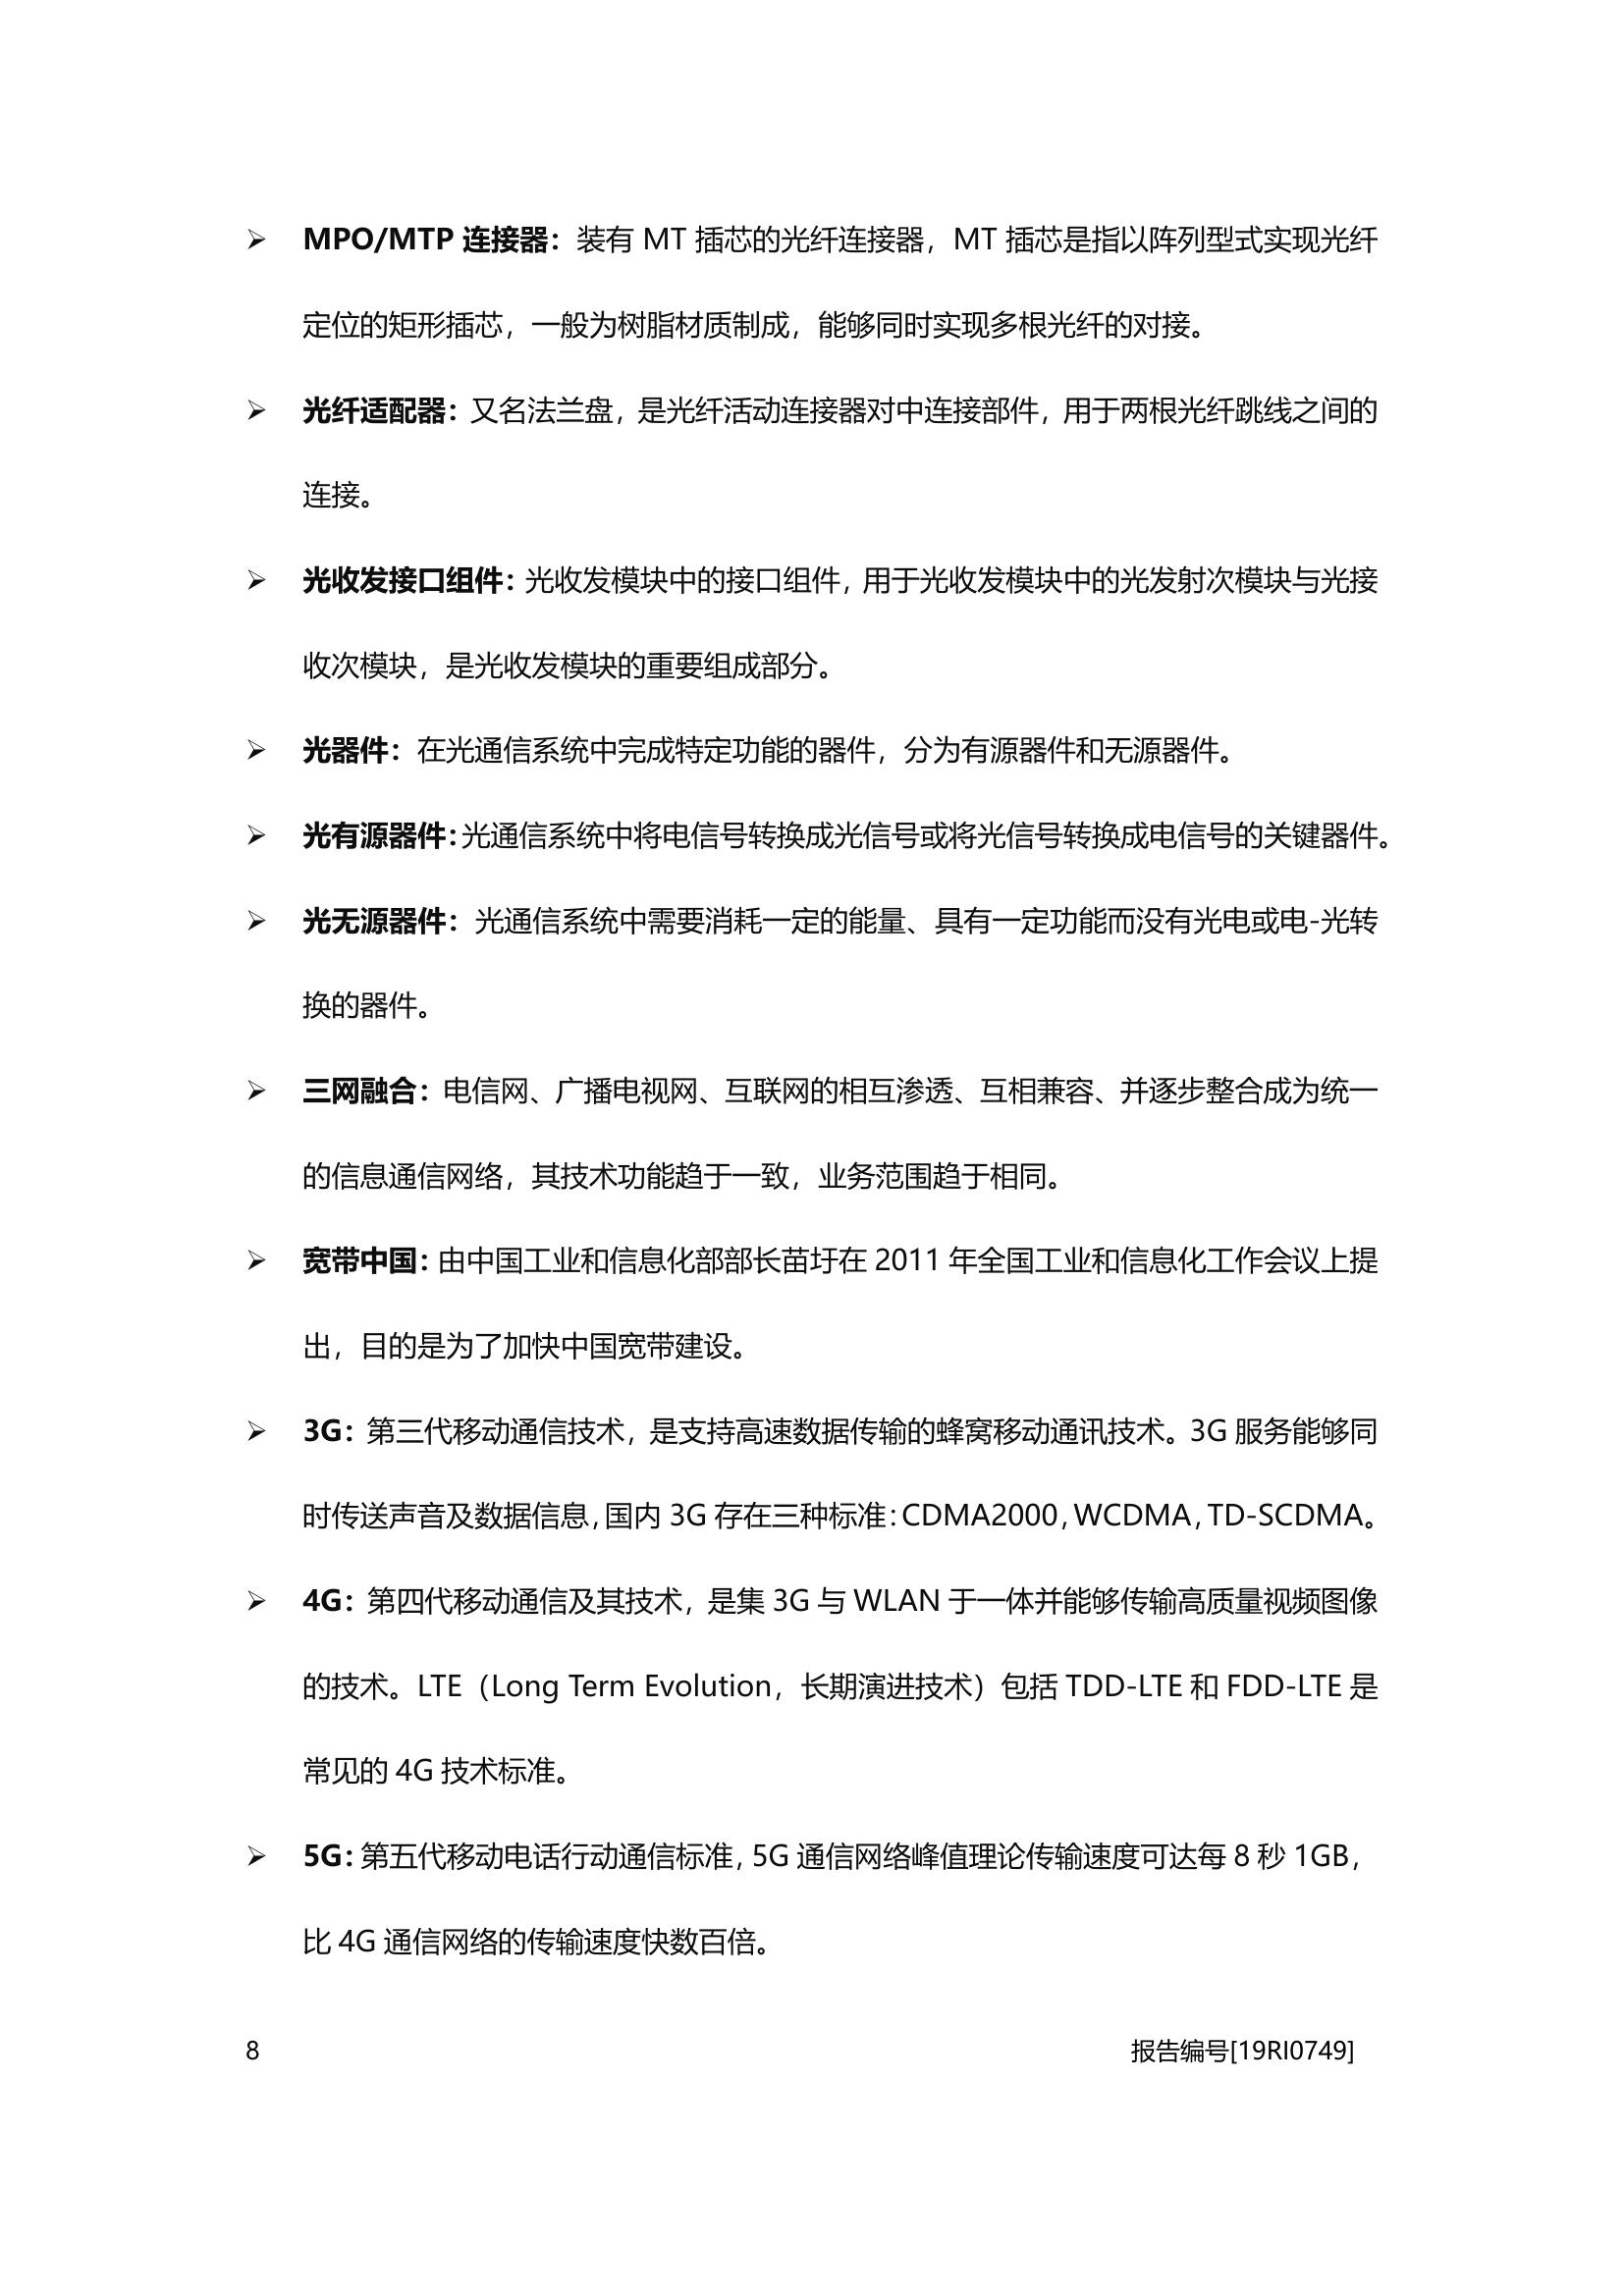 ➢ MPO/MTP 连接器：装有 MT 插芯的光纤连接器，MT 插芯是指以阵列型式实现光纤
定位的矩形插芯，一般为树脂材质制成，能够同时实现多根光纤的对接。
➢ 光纤适配器：又名法兰盘，是光纤活动连接器对中连接部件，用于两根光纤跳线之间的
连接。
➢ 光收发接口组件：光收发模块中的接口组件，用于光收发模块中的光发射次模块与光接
收次模块，是光收发模块的重要组成部分。
➢ 光器件：在光通信系统中完成特定功能的器件，分为有源器件和无源器件。
➢ 光有源器件：光通信系统中将电信号转换成光信号或将光信号转换成电信号的关键器件。
➢ 光无源器件：光通信系统中需要消耗一定的能量、具有一定功能而没有光电或电-光转
换的器件。
➢ 三网融合：电信网、广播电视网、互联网的相互渗透、互相兼容、并逐步整合成为统一
的信息通信网络，其技术功能趋于一致，业务范围趋于相同。
➢ 宽带中国：由中国工业和信息化部部长苗圩在 2011 年全国工业和信息化工作会议上提
出，目的是为了加快中国宽带建设。
➢ 3G：第三代移动通信技术，是支持高速数据传输的蜂窝移动通讯技术。3G 服务能够同
时传送声音及数据信息，国内 3G 存在三种标准：CDMA2000，WCDMA，TD-SCDMA。
➢ 4G：第四代移动通信及其技术，是集 3G 与 WLAN 于一体并能够传输高质量视频图像
的技术。LTE（Long Term Evolution，长期演进技术）包括 TDD-LTE 和 FDD-LTE 是
常见的 4G 技术标准。
➢ 5G：第五代移动电话行动通信标准，5G 通信网络峰值理论传输速度可达每 8 秒 1GB，
比 4G 通信网络的传输速度快数百倍。
8 报告编号[19RI0749]